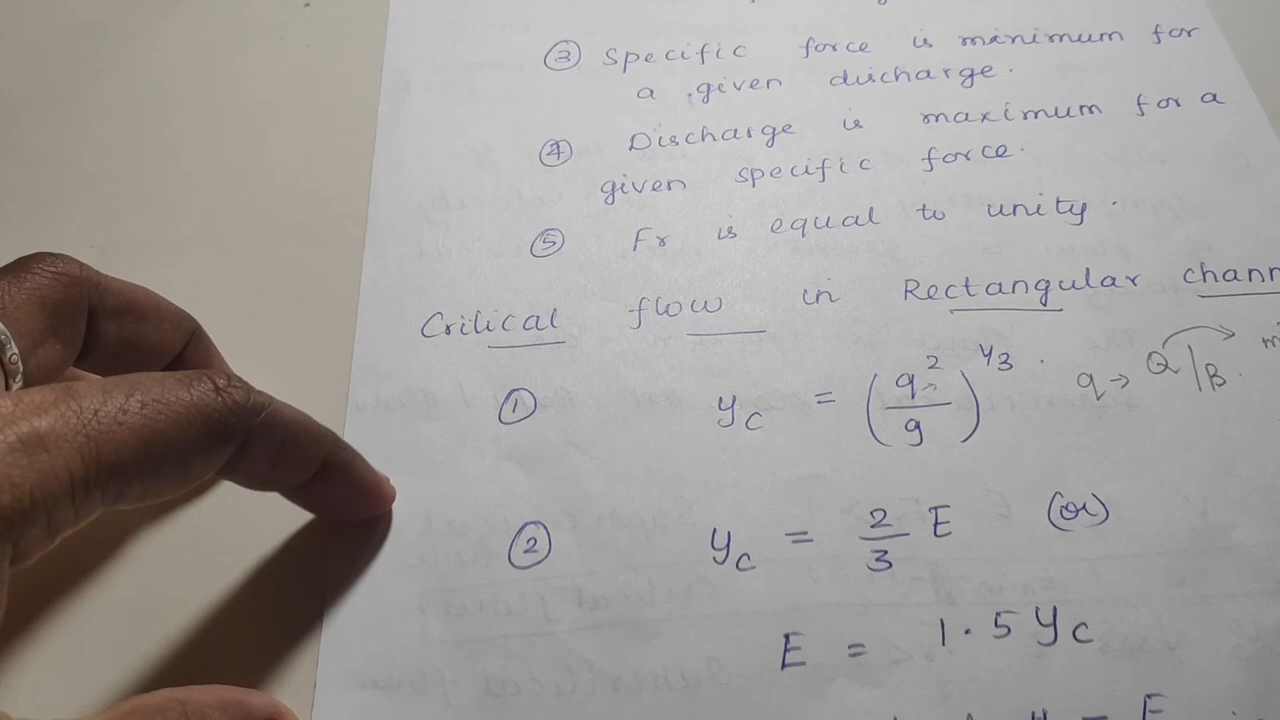 ③ Specific force is minimum for
a given discharge.
④ Discharge is maximum for a
given specific force.
⑤ Fr is equal to unity.
Critical flow in Rectangular chann
① yc = (q²/g)^1/3 . q → Q/B.
② yc = 2/3 E (or)
E = 1.5 yc